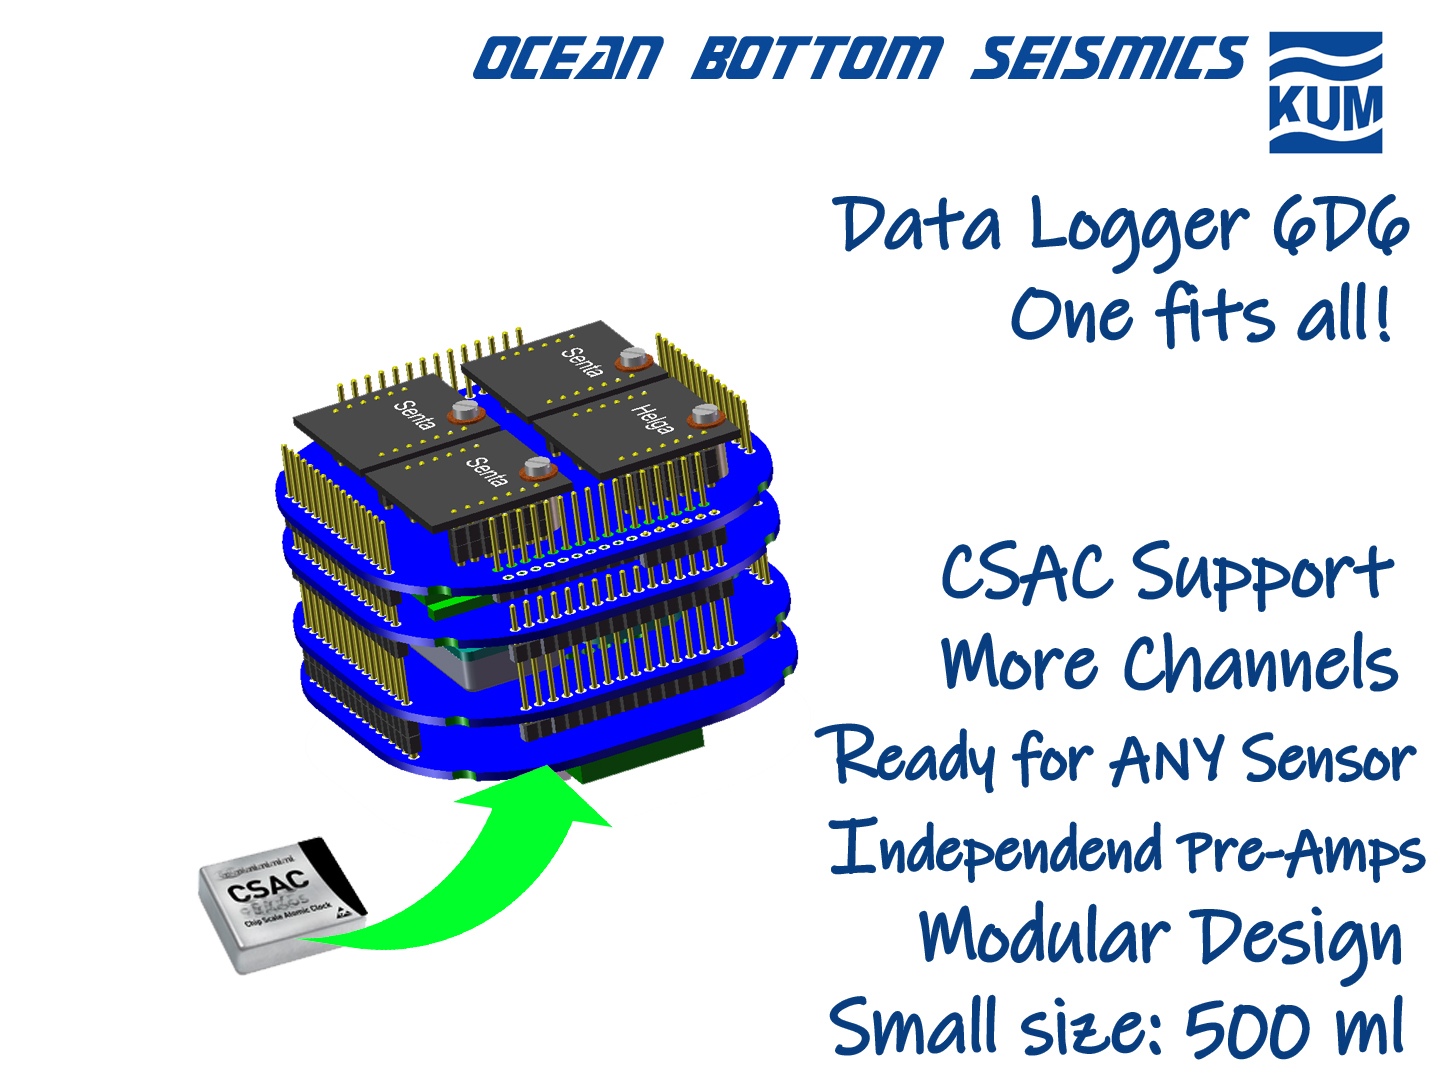 OCEAN BOTTOM SEISMICS
KUM
Data Logger 6D6
One fits all!
Senta
Senta
Helga
Senta
CSAC Support
More Channels
Ready for ANY Sensor
Independend Pre-Amps
Modular Design
Small size: 500 ml
CSAC
Chip Scale Atomic Clock